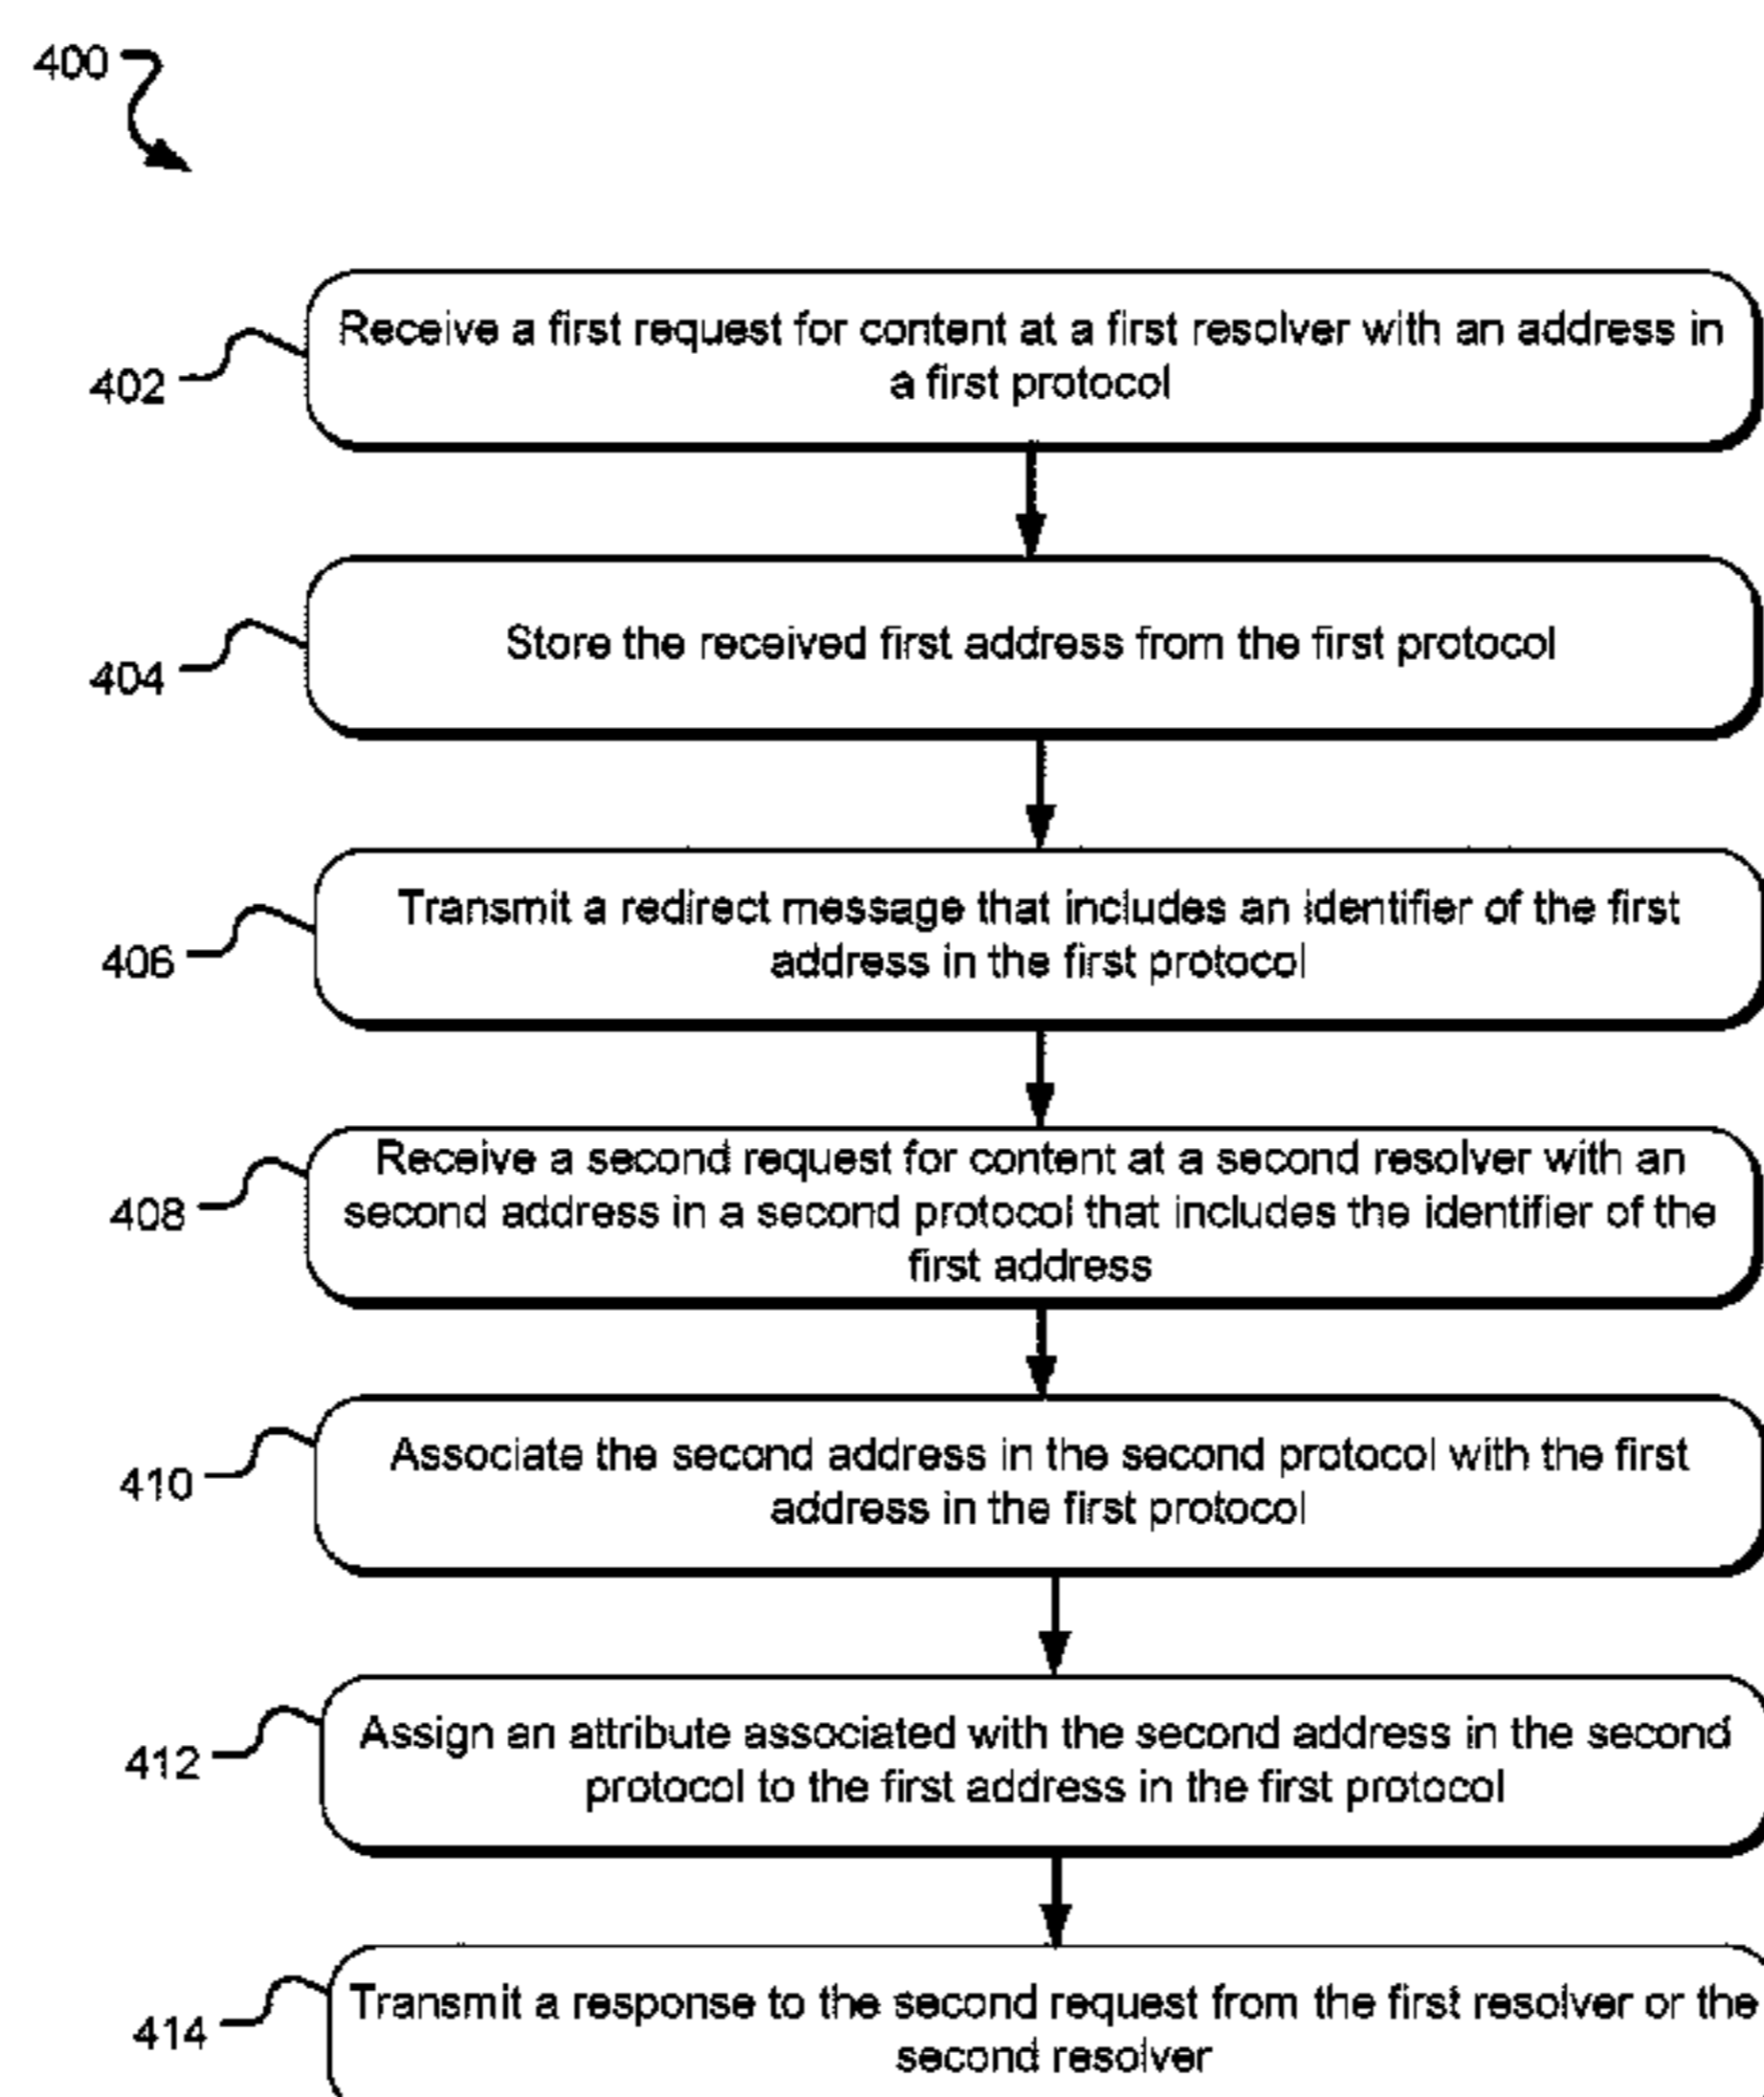 400
Receive a first request for content at a first resolver with an address in
a first protocol
402
Store the received first address from the first protocol
404
Transmit a redirect message that includes an identifier of the first
address in the first protocol
406
Receive a second request for content at a second resolver with an
second address in a second protocol that includes the identifier of the
first address
408
Associate the second address in the second protocol with the first
address in the first protocol
410
Assign an attribute associated with the second address in the second
protocol to the first address in the first protocol
412
Transmit a response to the second request from the first resolver or the
second resolver
414